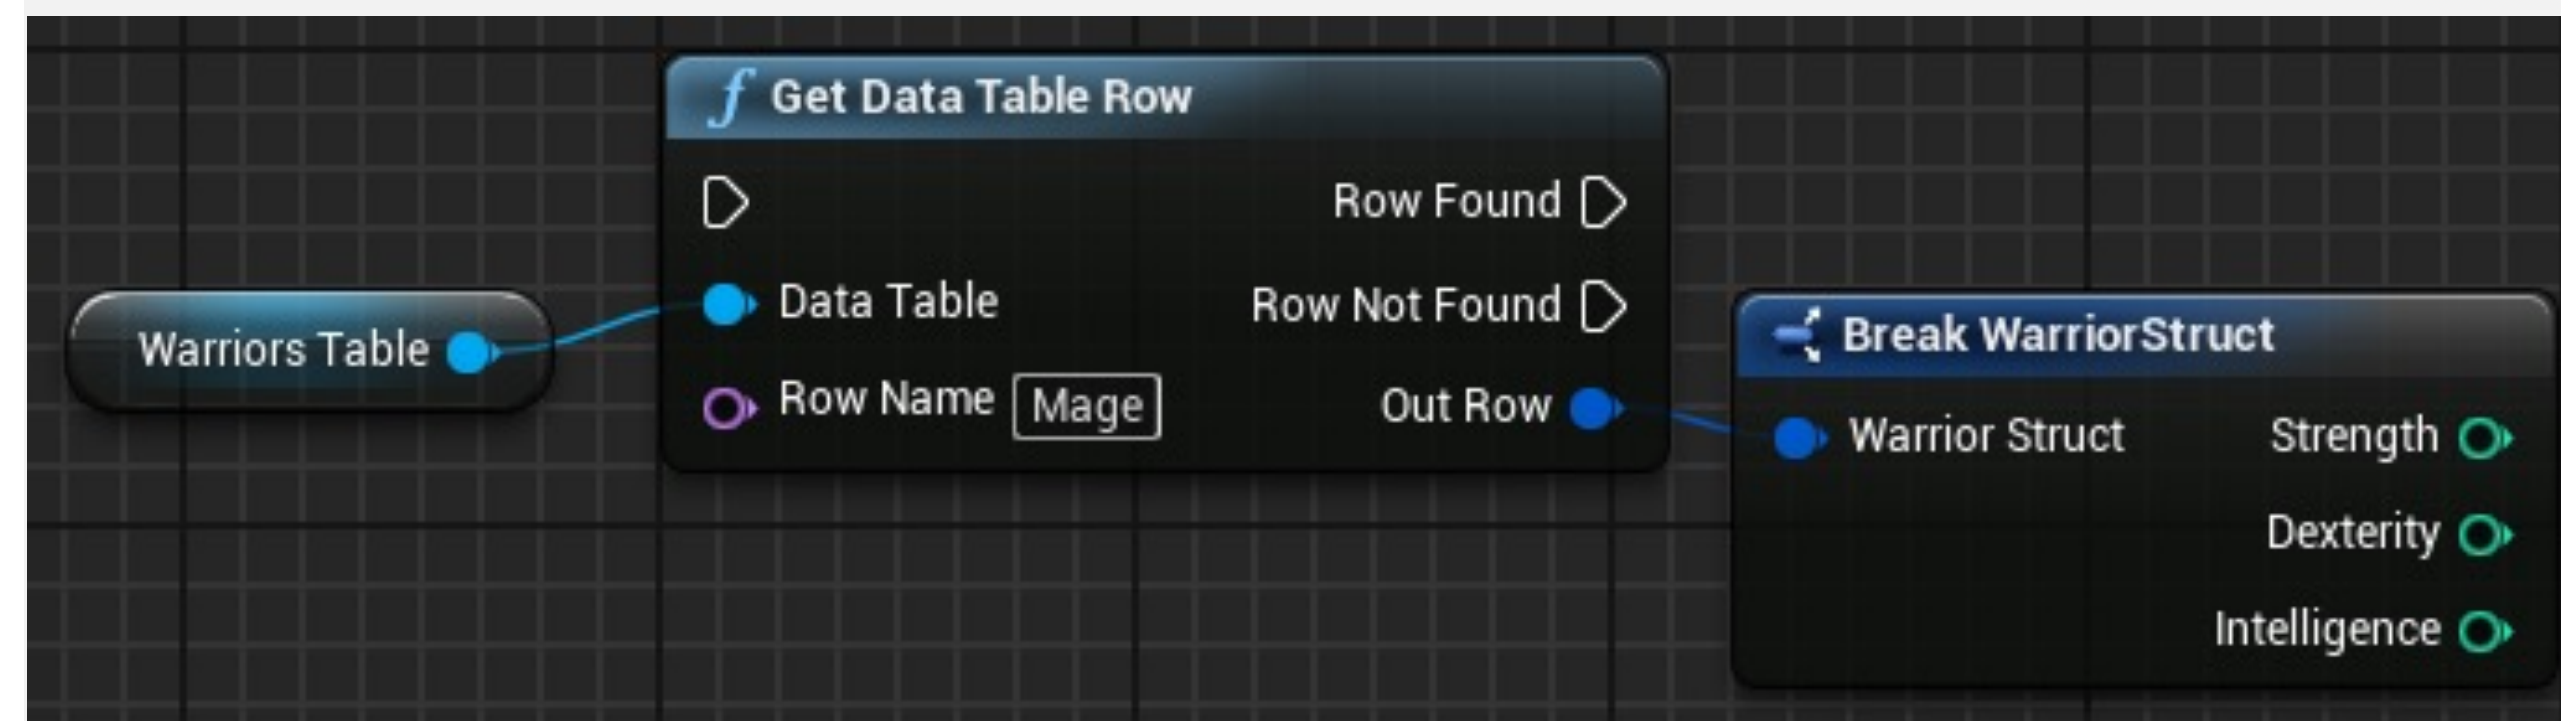 f Get Data Table Row
Row Found
Warriors Table
Data Table
Row Not Found
Row Name Mage
Out Row
Break WarriorStruct
Warrior Struct
Strength
Dexterity
Intelligence